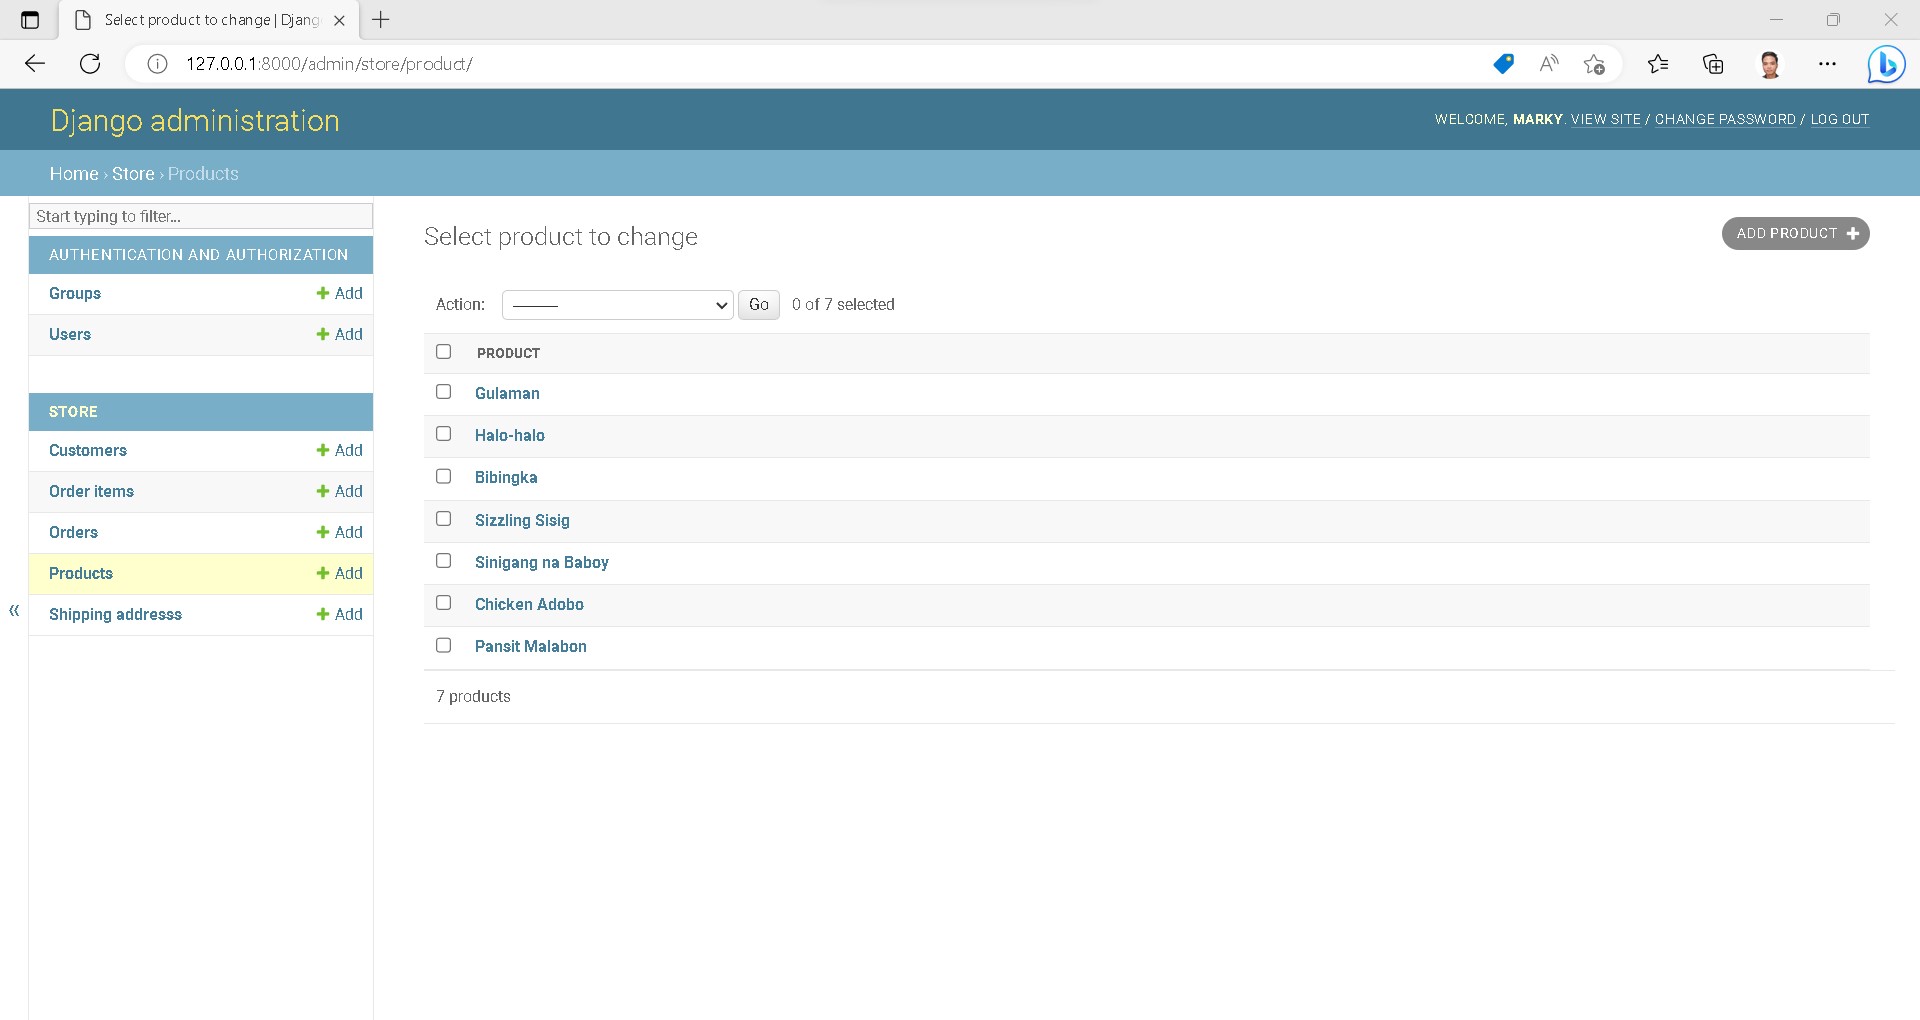 Select product to change | Djang
127.0.0.1:8000/admin/store/product/
Django administration
WELCOME, MARKY. VIEW SITE / CHANGE PASSWORD / LOG OUT
Home › Store › Products
Start typing to filter...
AUTHENTICATION AND AUTHORIZATION
Groups + Add
Users + Add
STORE
Customers + Add
Order items + Add
Orders + Add
Products + Add
Shipping addresss + Add
«
Select product to change
ADD PRODUCT +
Action: --------- Go 0 of 7 selected
PRODUCT
Gulaman
Halo-halo
Bibingka
Sizzling Sisig
Sinigang na Baboy
Chicken Adobo
Pansit Malabon
7 products